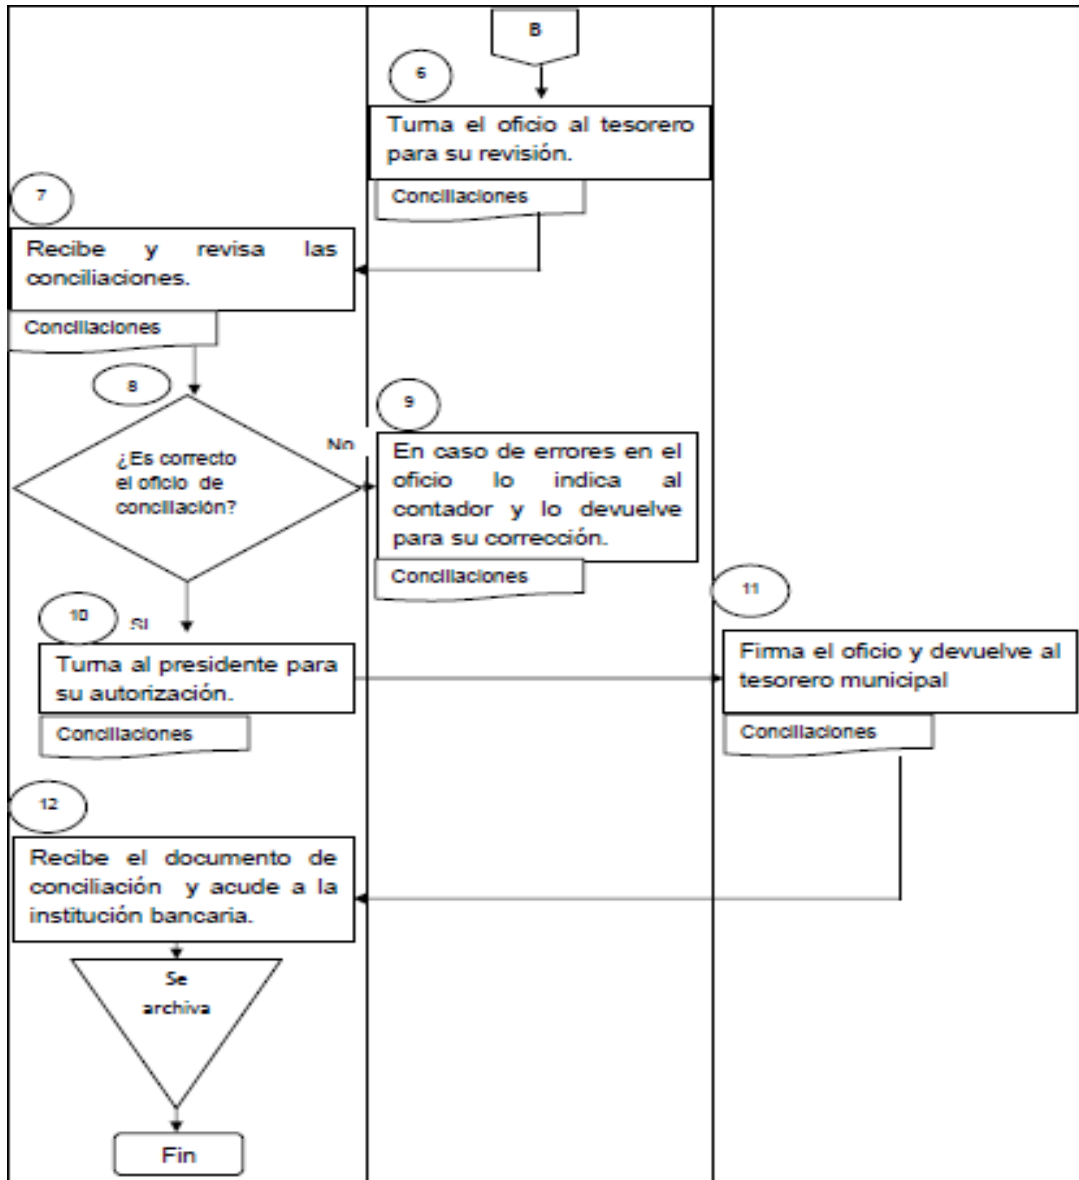 B
6
Turna el oficio al tesorero
para su revisión.
Conciliaciones
7
Recibe y revisa las
conciliaciones.
Conciliaciones
8
¿Es correcto
el oficio de
conciliación?
No
9
En caso de errores en el
oficio lo indica al
contador y lo devuelve
para su corrección.
Conciliaciones
10
SI
Turna al presidente para
su autorización.
Conciliaciones
11
Firma el oficio y devuelve al
tesorero municipal
Conciliaciones
12
Recibe el documento de
conciliación y acude a la
institución bancaria.
Se
archiva
Fin